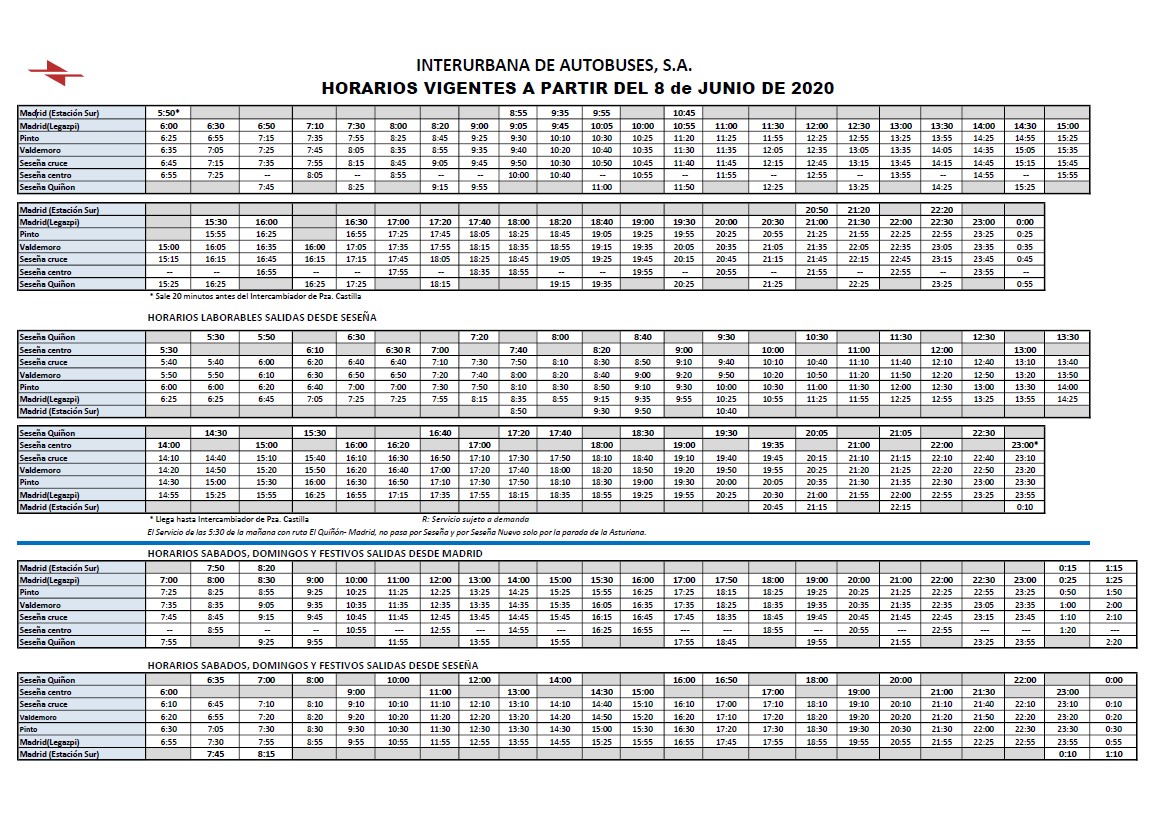 INTERURBANA DE AUTOBUSES, S.A.
HORARIOS VIGENTES A PARTIR DEL 8 de JUNIO DE 2020
Madrid (Estación Sur) 5:50* 8:55 9:35 9:55 10:45
Madrid(Legazpi) 6:00 6:30 6:50 7:10 7:30 8:00 8:20 9:00 9:05 9:45 10:05 10:00 10:55 11:00 11:30 12:00 12:30 13:00 13:30 14:00 14:30 15:00
Pinto 6:25 6:55 7:15 7:35 7:55 8:25 8:45 9:25 9:30 10:10 10:30 10:25 11:20 11:25 11:55 12:25 12:55 13:25 13:55 14:25 14:55 15:25
Valdemoro 6:35 7:05 7:25 7:45 8:05 8:35 8:55 9:35 9:40 10:20 10:40 10:35 11:30 11:35 12:05 12:35 13:05 13:35 14:05 14:35 15:05 15:35
Seseña cruce 6:45 7:15 7:35 7:55 8:15 8:45 9:05 9:45 9:50 10:30 10:50 10:45 11:40 11:45 12:15 12:45 13:15 13:45 14:15 14:45 15:15 15:45
Seseña centro 6:55 7:25 -- 8:05 -- 8:55 -- -- 10:00 10:40 -- 10:55 -- 11:55 -- 12:55 -- 13:55 -- 14:55 -- 15:55
Seseña Quiñon 7:45 8:25 9:15 9:55 11:00 11:50 12:25 13:25 14:25 15:25
Madrid (Estación Sur) 20:50 21:20 22:20
Madrid(Legazpi) 15:30 16:00 16:30 17:00 17:20 17:40 18:00 18:20 18:40 19:00 19:30 20:00 20:30 21:00 21:30 22:00 22:30 23:00 0:00
Pinto 15:55 16:25 16:55 17:25 17:45 18:05 18:25 18:45 19:05 19:25 19:55 20:25 20:55 21:25 21:55 22:25 22:55 23:25 0:25
Valdemoro 15:00 16:05 16:35 16:00 17:05 17:35 17:55 18:15 18:35 18:55 19:15 19:35 20:05 20:35 21:05 21:35 22:05 22:35 23:05 23:35 0:35
Seseña cruce 15:15 16:15 16:45 16:15 17:15 17:45 18:05 18:25 18:45 19:05 19:25 19:45 20:15 20:45 21:15 21:45 22:15 22:45 23:15 23:45 0:45
Seseña centro -- -- 16:55 -- -- 17:55 -- 18:35 18:55 -- -- 19:55 -- 20:55 -- 21:55 -- 22:55 -- 23:55 --
Seseña Quiñon 15:25 16:25 16:25 17:25 18:15 19:15 19:35 20:25 21:25 22:25 23:25 0:55
* Sale 20 minutos antes del Intercambiador de Pza. Castilla
HORARIOS LABORABLES SALIDAS DESDE SESEÑA
Seseña Quiñon 5:30 5:50 6:30 7:20 8:00 8:40 9:30 10:30 11:30 12:30 13:30
Seseña centro 5:30 6:10 6:30 R 7:00 7:40 8:20 9:00 10:00 11:00 12:00 13:00
Seseña cruce 5:40 5:40 6:00 6:20 6:40 6:40 7:10 7:30 7:50 8:10 8:30 8:50 9:10 9:40 10:10 10:40 11:10 11:40 12:10 12:40 13:10 13:40
Valdemoro 5:50 5:50 6:10 6:30 6:50 6:50 7:20 7:40 8:00 8:20 8:40 9:00 9:20 9:50 10:20 10:50 11:20 11:50 12:20 12:50 13:20 13:50
Pinto 6:00 6:00 6:20 6:40 7:00 7:00 7:30 7:50 8:10 8:30 8:50 9:10 9:30 10:00 10:30 11:00 11:30 12:00 12:30 13:00 13:30 14:00
Madrid(Legazpi) 6:25 6:25 6:45 7:05 7:25 7:25 7:55 8:15 8:35 8:55 9:15 9:35 9:55 10:25 10:55 11:25 11:55 12:25 12:55 13:25 13:55 14:25
Madrid (Estación Sur) 8:50 9:30 9:50 10:40
Seseña Quiñon 14:30 15:30 16:40 17:20 17:40 18:30 19:30 20:05 21:05 22:30
Seseña centro 14:00 15:00 16:00 16:20 17:00 18:00 19:00 19:35 21:00 22:00 23:00*
Seseña cruce 14:10 14:40 15:10 15:40 16:10 16:30 16:50 17:10 17:30 17:50 18:10 18:40 19:10 19:40 19:45 20:15 21:10 21:15 22:10 22:40 23:10
Valdemoro 14:20 14:50 15:20 15:50 16:20 16:40 17:00 17:20 17:40 18:00 18:20 18:50 19:20 19:50 19:55 20:25 21:20 21:25 22:20 22:50 23:20
Pinto 14:30 15:00 15:30 16:00 16:30 16:50 17:10 17:30 17:50 18:10 18:30 19:00 19:30 20:00 20:05 20:35 21:30 21:35 22:30 23:00 23:30
Madrid(Legazpi) 14:55 15:25 15:55 16:25 16:55 17:15 17:35 17:55 18:15 18:35 18:55 19:25 19:55 20:25 20:30 21:00 21:55 22:00 22:55 23:25 23:55
Madrid (Estación Sur) 20:45 21:15 22:15 0:10
* Llega hasta Intercambiador de Pza. Castilla R: Servicio sujeto a demanda
El Servicio de las 5:30 de la mañana con ruta El Quiñón- Madrid, no pasa por Seseña y por Seseña Nuevo solo por la parada de la Asturiana.
HORARIOS SABADOS, DOMINGOS Y FESTIVOS SALIDAS DESDE MADRID
Madrid (Estación Sur) 7:50 8:20 0:15 1:15
Madrid(Legazpi) 7:00 8:00 8:30 9:00 10:00 11:00 12:00 13:00 14:00 15:00 15:30 16:00 17:00 17:50 18:00 19:00 20:00 21:00 22:00 22:30 23:00 0:25 1:25
Pinto 7:25 8:25 8:55 9:25 10:25 11:25 12:25 13:25 14:25 15:25 15:55 16:25 17:25 18:15 18:25 19:25 20:25 21:25 22:25 22:55 23:25 0:50 1:50
Valdemoro 7:35 8:35 9:05 9:35 10:35 11:35 12:35 13:35 14:35 15:35 16:05 16:35 17:35 18:25 18:35 19:35 20:35 21:35 22:35 23:05 23:35 1:00 2:00
Seseña cruce 7:45 8:45 9:15 9:45 10:45 11:45 12:45 13:45 14:45 15:45 16:15 16:45 17:45 18:35 18:45 19:45 20:45 21:45 22:45 23:15 23:45 1:10 2:10
Seseña centro -- 8:55 -- -- 10:55 --- 12:55 --- 14:55 --- 16:25 16:55 --- --- 18:55 --- 20:55 --- 22:55 --- --- 1:20 ---
Seseña Quiñon 7:55 9:25 9:55 11:55 13:55 15:55 17:55 18:45 19:55 21:55 23:25 23:55 2:20
HORARIOS SABADOS, DOMINGOS Y FESTIVOS SALIDAS DESDE SESEÑA
Seseña Quiñon 6:35 7:00 8:00 10:00 12:00 14:00 16:00 16:50 18:00 20:00 22:00 0:00
Seseña centro 6:00 9:00 11:00 13:00 14:30 15:00 17:00 19:00 21:00 21:30 23:00
Seseña cruce 6:10 6:45 7:10 8:10 9:10 10:10 11:10 12:10 13:10 14:10 14:40 15:10 16:10 17:00 17:10 18:10 19:10 20:10 21:10 21:40 22:10 23:10 0:10
Valdemoro 6:20 6:55 7:20 8:20 9:20 10:20 11:20 12:20 13:20 14:20 14:50 15:20 16:20 17:10 17:20 18:20 19:20 20:20 21:20 21:50 22:20 23:20 0:20
Pinto 6:30 7:05 7:30 8:30 9:30 10:30 11:30 12:30 13:30 14:30 15:00 15:30 16:30 17:20 17:30 18:30 19:30 20:30 21:30 22:00 22:30 23:30 0:30
Madrid(Legazpi) 6:55 7:30 7:55 8:55 9:55 10:55 11:55 12:55 13:55 14:55 15:25 15:55 16:55 17:45 17:55 18:55 19:55 20:55 21:55 22:25 22:55 23:55 0:55
Madrid (Estación Sur) 7:45 8:15 0:10 1:10